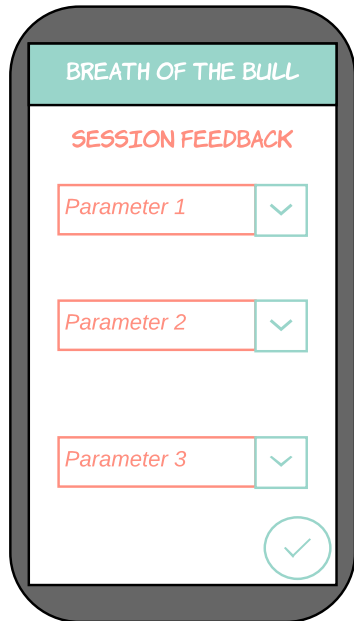 BREATH OF THE BULL
SESSION FEEDBACK
Parameter 1
Parameter 2
Parameter 3